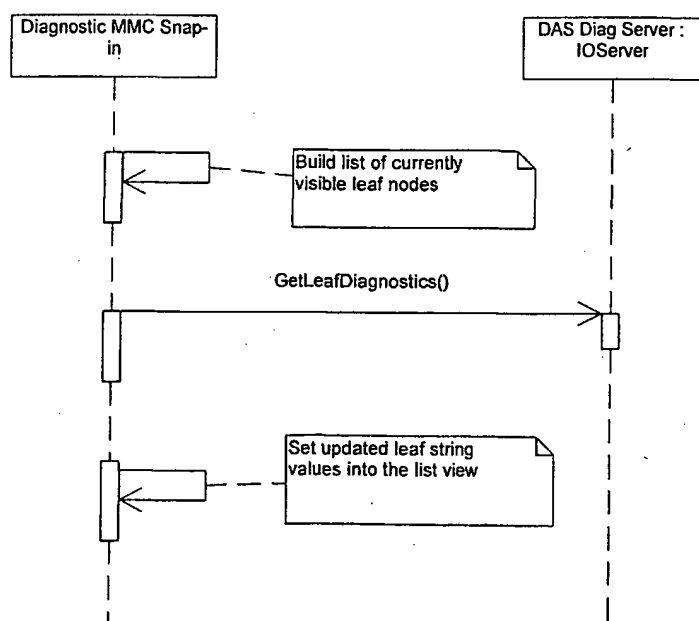 Diagnostic MMC Snap-
in
DAS Diag Server :
IOServer
Build list of currently
visible leaf nodes
GetLeafDiagnostics()
Set updated leaf string
values into the list view